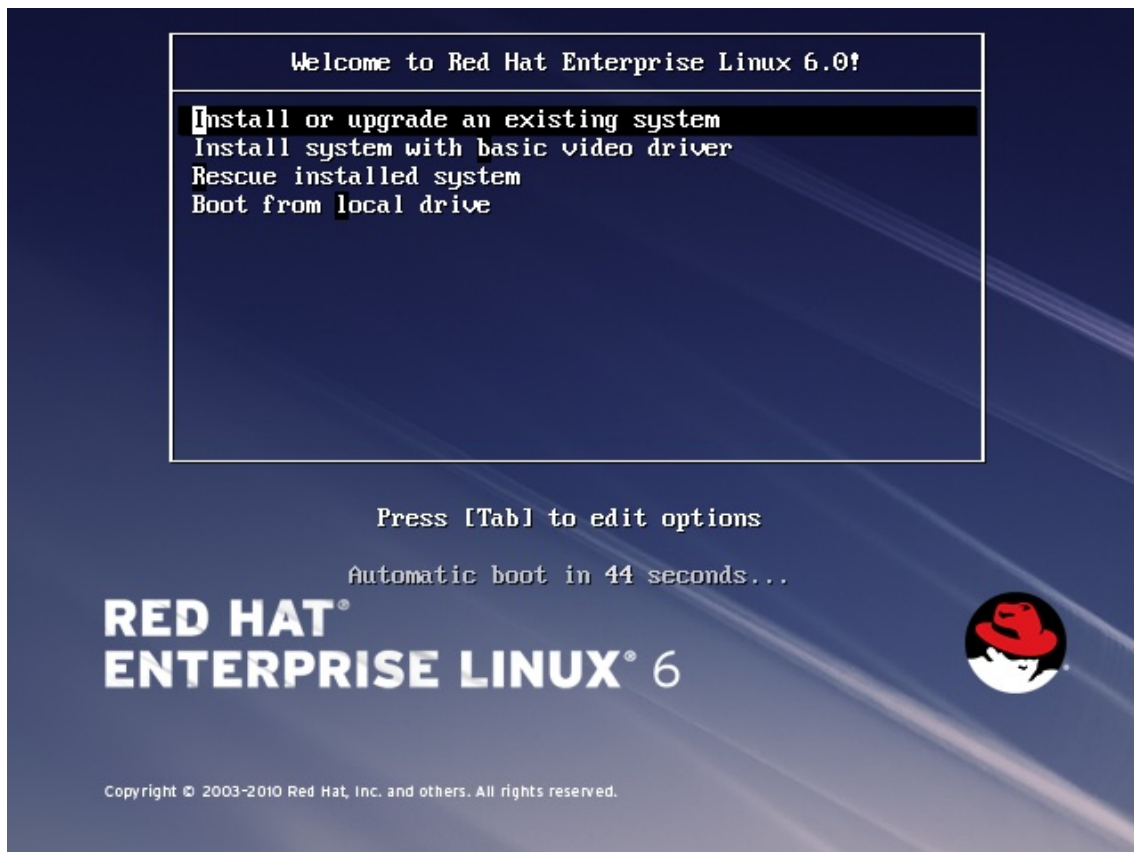 Welcome to Red Hat Enterprise Linux 6.0!
Install or upgrade an existing system
Install system with basic video driver
Rescue installed system
Boot from local drive
Press [Tab] to edit options
Automatic boot in 44 seconds...
RED HAT®
ENTERPRISE LINUX® 6
Copyright © 2003-2010 Red Hat, Inc. and others. All rights reserved.